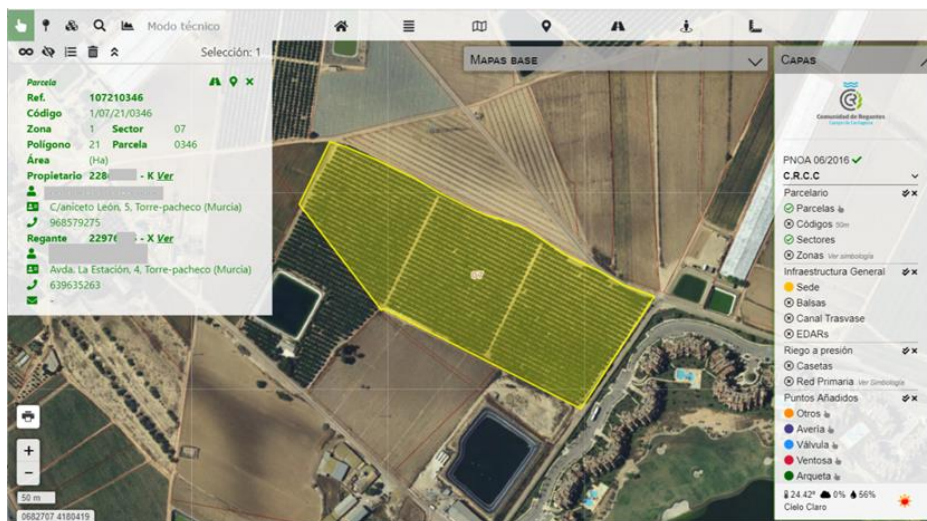 Modo técnico
Selección: 1
Parcela
Ref. 107210346
Código 1/07/21/0346
Zona 1 Sector 07
Polígono 21 Parcela 0346
Área (Ha)
Propietario 228 - K Ver
C/aniceto León, 5, Torre-pacheco (Murcia)
968579275
Regante 22976 - X Ver
Avda. La Estación, 4, Torre-pacheco (Murcia)
639635263
-
50 m
0682707 4180419
MAPAS BASE
CAPAS
Comunidad de Regantes
Campo de Cartagena
PNOA 06/2016
C.R.C.C
Parcelario
Parcelas
Códigos 50m
Sectores
Zonas Ver simbología
Infraestructura General
Sede
Balsas
Canal Trasvase
EDARs
Riego a presión
Casetas
Red Primaria Ver Simbología
Puntos Añadidos
Otros
Avería
Válvula
Ventosa
Arqueta
24.42° 0% 56%
Cielo Claro